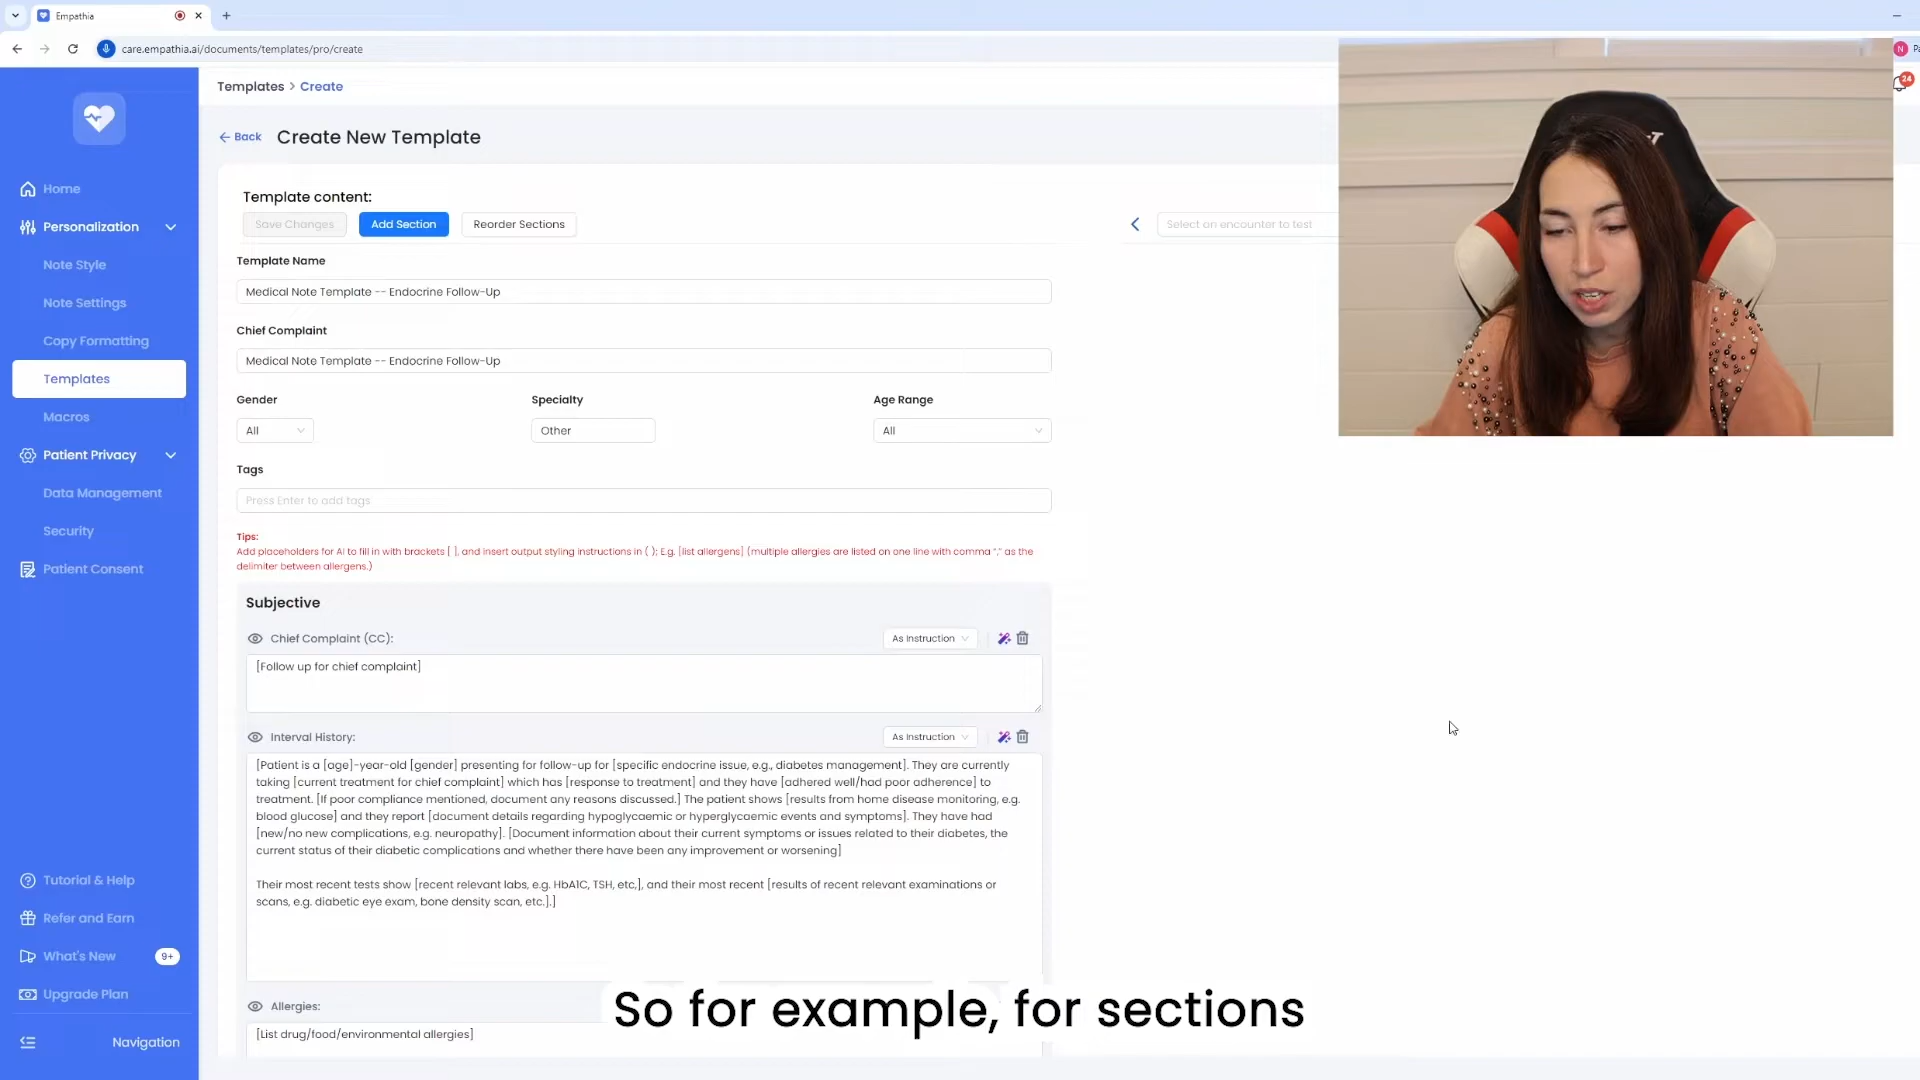 Empathia
care.empathia.ai/documents/templates/pro/create
N
24
Templates > Create
Back
Create New Template
Home
Personalization
Note Style
Note Settings
Copy Formatting
Templates
Macros
Patient Privacy
Data Management
Security
Patient Consent
Tutorial & Help
Refer and Earn
What's New 9+
Upgrade Plan
Navigation
Template content:
Save Changes
Add Section
Reorder Sections
Select an encounter to test
Template Name
Medical Note Template -- Endocrine Follow-Up
Chief Complaint
Medical Note Template -- Endocrine Follow-Up
Gender
Specialty
Age Range
All
Other
All
Tags
Press Enter to add tags
Tips:
Add placeholders for AI to fill in with brackets [ ], and insert output styling instructions in ( ); E.g. [list allergens] (multiple allergies are listed on one line with comma "," as the
delimiter between allergens.)
Subjective
Chief Complaint (CC):
As Instruction
[Follow up for chief complaint]
Interval History:
As Instruction
[Patient is a [age]-year-old [gender] presenting for follow-up for [specific endocrine issue, e.g., diabetes management]. They are currently
taking [current treatment for chief complaint] which has [response to treatment] and they have [adhered well/had poor adherence] to
treatment. [If poor compliance mentioned, document any reasons discussed.] The patient shows [results from home disease monitoring, e.g.
blood glucose] and they report [document details regarding hypoglycaemic or hyperglycaemic events and symptoms]. They have had
[new/no new complications, e.g. neuropathy]. [Document information about their current symptoms or issues related to their diabetes, the
current status of their diabetic complications and whether there have been any improvement or worsening]
Their most recent tests show [recent relevant labs, e.g. HbA1C, TSH, etc,], and their most recent [results of recent relevant examinations or
scans, e.g. diabetic eye exam, bone density scan, etc.].]
Allergies:
[List drug/food/environmental allergies]
So for example, for sections